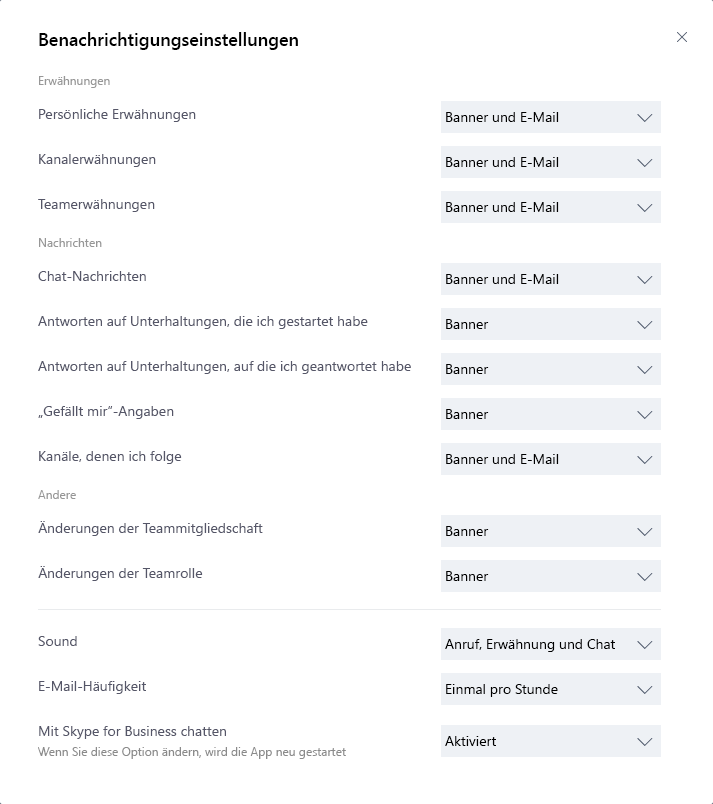 Benachrichtigungseinstellungen
Erwähnungen
Persönliche Erwähnungen
Banner und E-Mail
Kanalerwähnungen
Banner und E-Mail
Teamerwähnungen
Banner und E-Mail
Nachrichten
Chat-Nachrichten
Banner und E-Mail
Antworten auf Unterhaltungen, die ich gestartet habe
Banner
Antworten auf Unterhaltungen, auf die ich geantwortet habe
Banner
„Gefällt mir“-Angaben
Banner
Kanäle, denen ich folge
Banner und E-Mail
Andere
Änderungen der Teammitgliedschaft
Banner
Änderungen der Teamrolle
Banner
Sound
Anruf, Erwähnung und Chat
E-Mail-Häufigkeit
Einmal pro Stunde
Mit Skype for Business chatten
Aktiviert
Wenn Sie diese Option ändern, wird die App neu gestartet